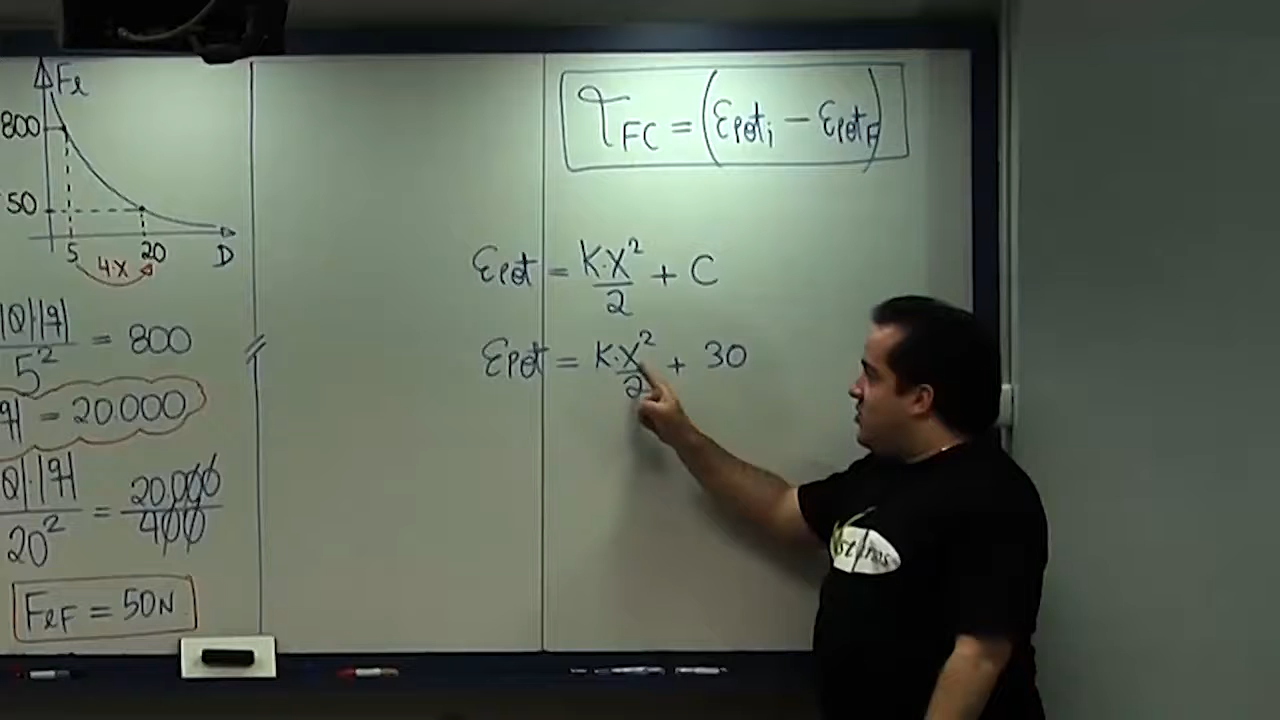 Fe
800
50
5 20 D
4·X
|Q|·|q|/5² = 800
|q| = 20.000
|Q|·|q|/20² = 20.000/400
FeF = 50N
τFC = (Epoti - EpotF)
Epot = K·X²/2 + C
Epot = K·X²/2 + 30